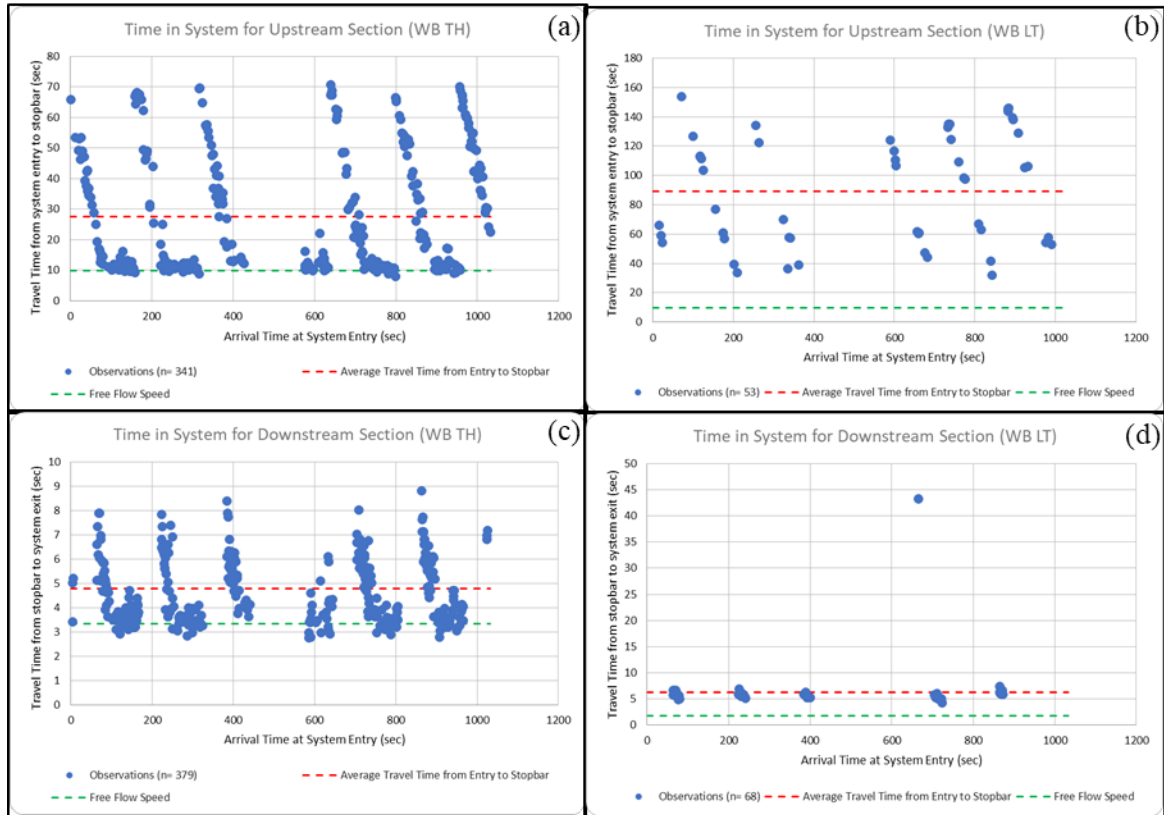 Time in System for Upstream Section (WB TH)
(a)
Travel Time from system entry to stopbar (sec)
80
70
60
50
40
30
20
10
0
0 200 400 600 800 1000 1200
Arrival Time at System Entry (sec)
Observations (n= 341)
Average Travel Time from Entry to Stopbar
Free Flow Speed
Time in System for Upstream Section (WB LT)
(b)
Travel Time from system entry to stopbar (sec)
180
160
140
120
100
80
60
40
20
0
0 200 400 600 800 1000 1200
Arrival Time at System Entry (sec)
Observations (n= 53)
Average Travel Time from Entry to Stopbar
Free Flow Speed
Time in System for Downstream Section (WB TH)
(c)
Travel Time from stopbar to system exit (sec)
10
9
8
7
6
5
4
3
2
1
0
0 200 400 600 800 1000 1200
Arrival Time at System Entry (sec)
Observations (n= 379)
Average Travel Time from Entry to Stopbar
Free Flow Speed
Time in System for Downstream Section (WB LT)
(d)
Travel Time from stopbar to system exit (sec)
50
45
40
35
30
25
20
15
10
5
0
0 200 400 600 800 1000 1200
Arrival Time at System Entry (sec)
Observations (n= 68)
Average Travel Time from Entry to Stopbar
Free Flow Speed